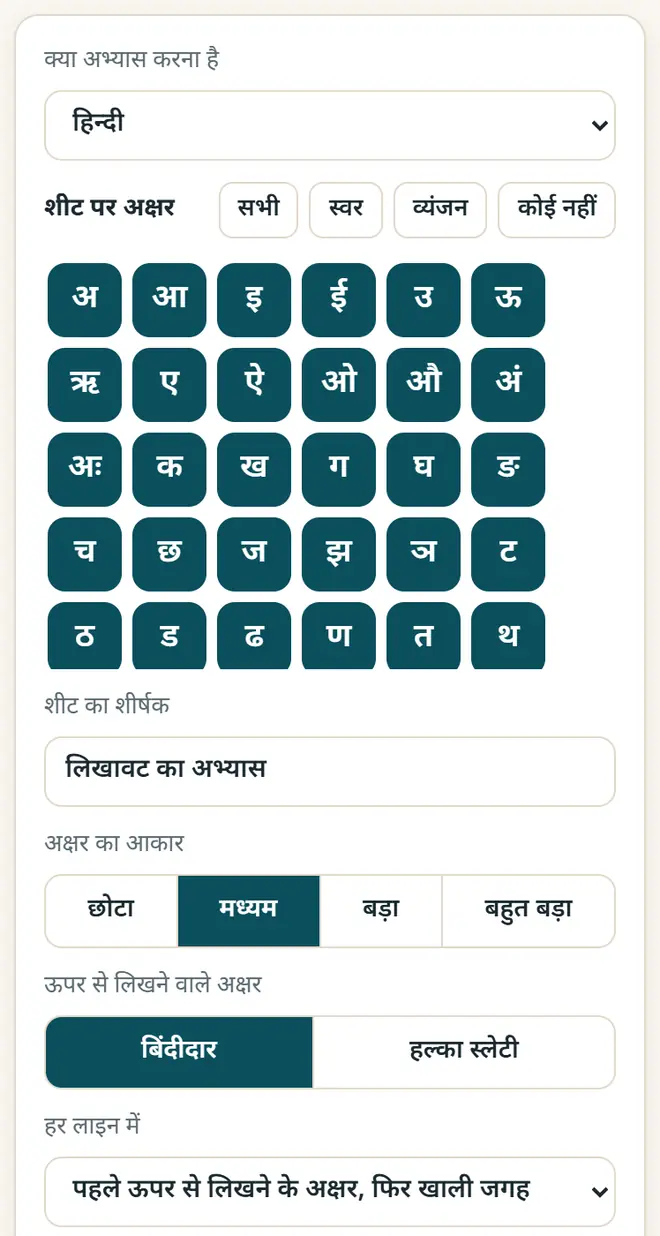 क्या अभ्यास करना है
हिन्दी
शीट पर अक्षर सभी स्वर व्यंजन कोई नहीं
अ आ इ ई उ ऊ
ऋ ए ऐ ओ औ अं
अः क ख ग घ ङ
च छ ज झ ञ ट
ठ ड ढ ण त थ
शीट का शीर्षक
लिखावट का अभ्यास
अक्षर का आकार
छोटा मध्यम बड़ा बहुत बड़ा
ऊपर से लिखने वाले अक्षर
बिंदीदार हल्का स्लेटी
हर लाइन में
पहले ऊपर से लिखने के अक्षर, फिर खाली जगह